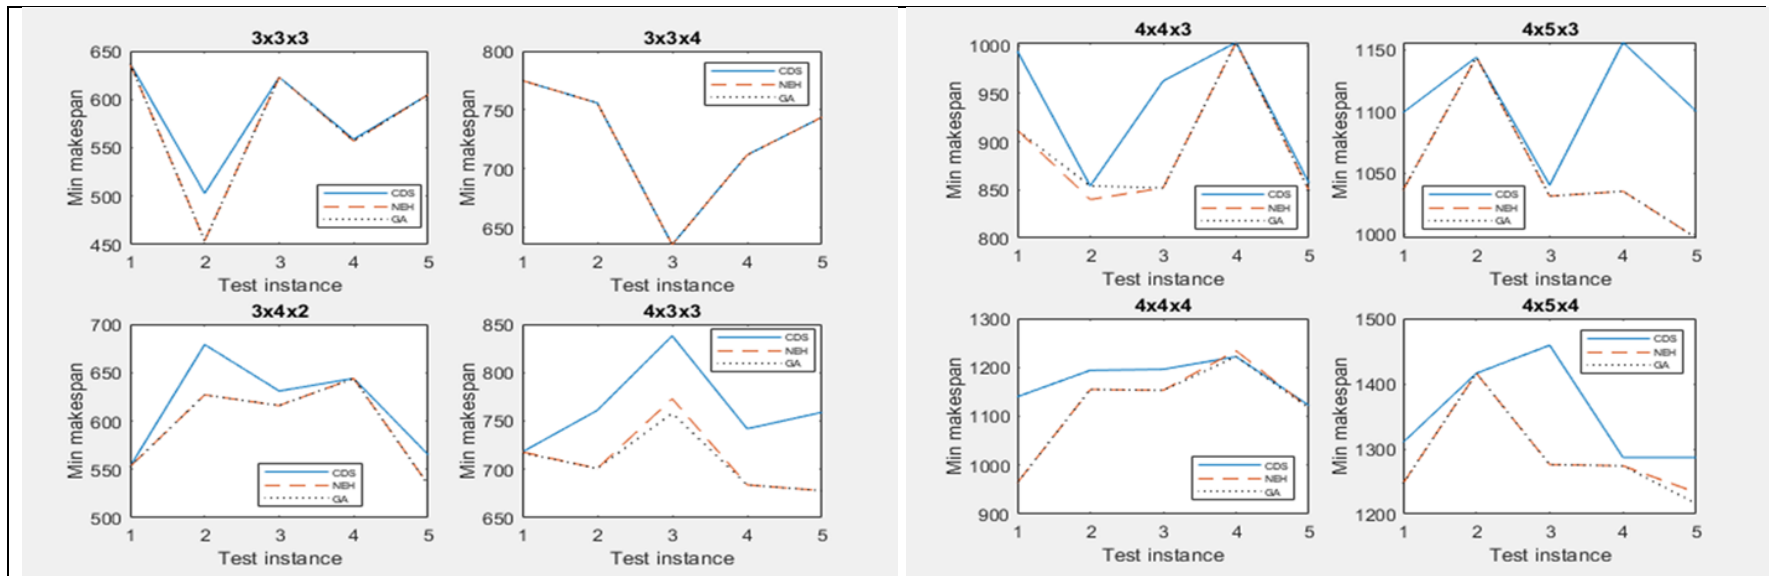 3x3x3
Min makespan
650
600
550
500
450
CDS
NEH
GA
1 2 3 4 5
Test instance
3x3x4
Min makespan
800
750
700
650
CDS
NEH
GA
1 2 3 4 5
Test instance
4x4x3
Min makespan
1000
950
900
850
800
CDS
NEH
GA
1 2 3 4 5
Test instance
4x5x3
Min makespan
1150
1100
1050
1000
CDS
NEH
GA
1 2 3 4 5
Test instance
3x4x2
Min makespan
700
650
600
550
500
CDS
NEH
GA
1 2 3 4 5
Test instance
4x3x3
Min makespan
850
800
750
700
650
CDS
NEH
GA
1 2 3 4 5
Test instance
4x4x4
Min makespan
1300
1200
1100
1000
900
CDS
NEH
GA
1 2 3 4 5
Test instance
4x5x4
Min makespan
1500
1400
1300
1200
CDS
NEH
GA
1 2 3 4 5
Test instance